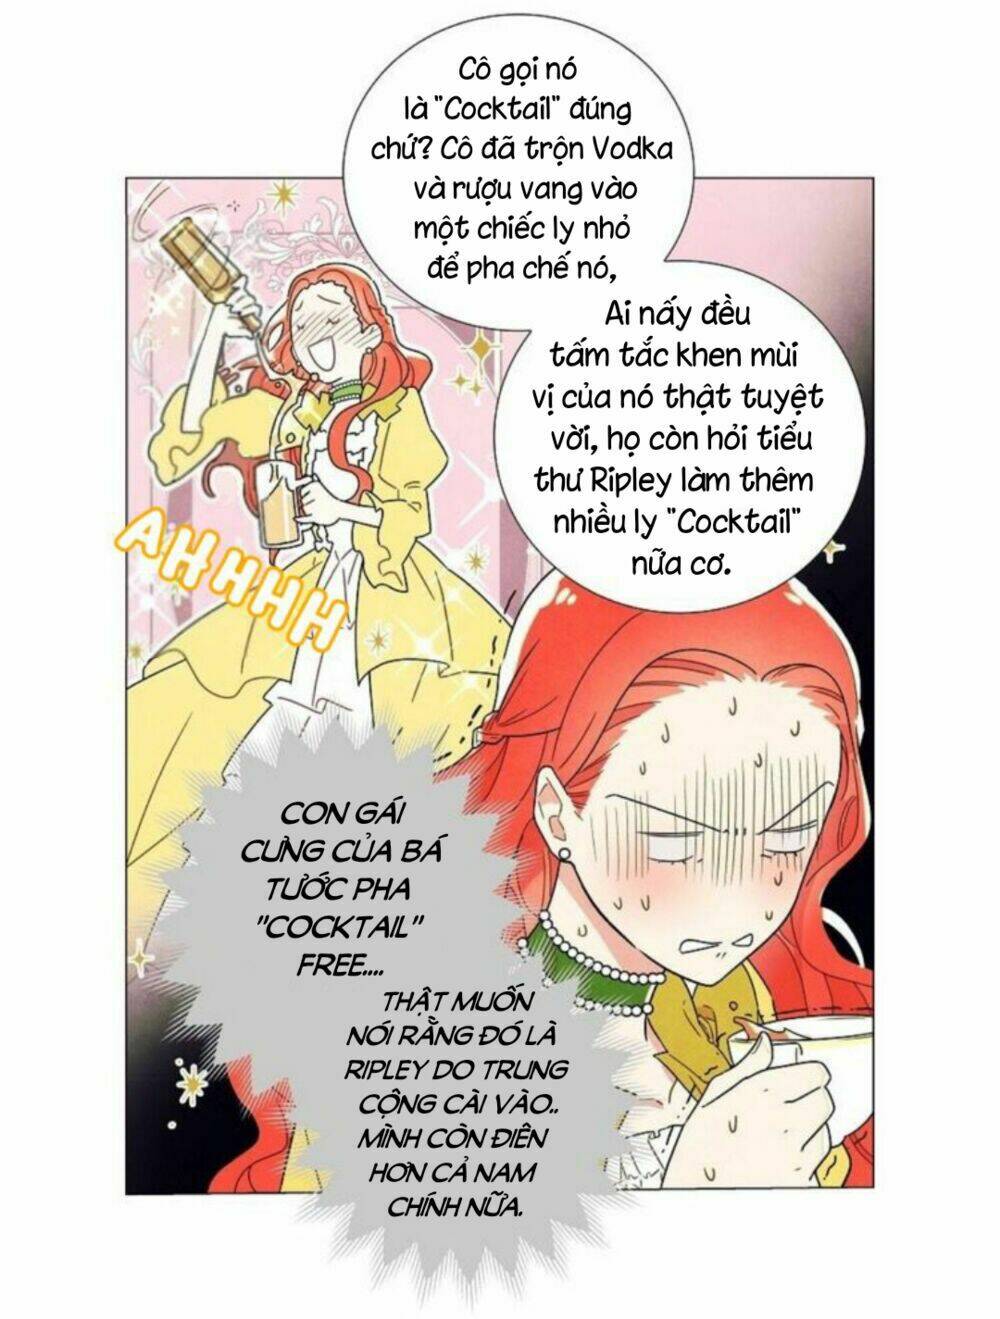 Cô gọi nó
là "Cocktail" đúng
chứ? Cô đã trộn Vodka
và rượu vang vào
một chiếc ly nhỏ
để pha chế nó,
Ai nấy đều
tấm tắc khen mùi
vị của nó thật tuyệt
vời, họ còn hỏi tiểu
thư Ripley làm thêm
nhiều ly "Cocktail"
nữa cơ.
AHHHHH
CON GÁI
CƯNG CỦA BÁ
TƯỚC PHA
"COCKTAIL"
FREE....
THẬT MUỐN
NÓI RẰNG ĐÓ LÀ
RIPLEY DO TRUNG
CỘNG CÀI VÀO..
MÌNH CÒN ĐIÊN
HƠN CẢ NAM
CHÍNH NỮA.